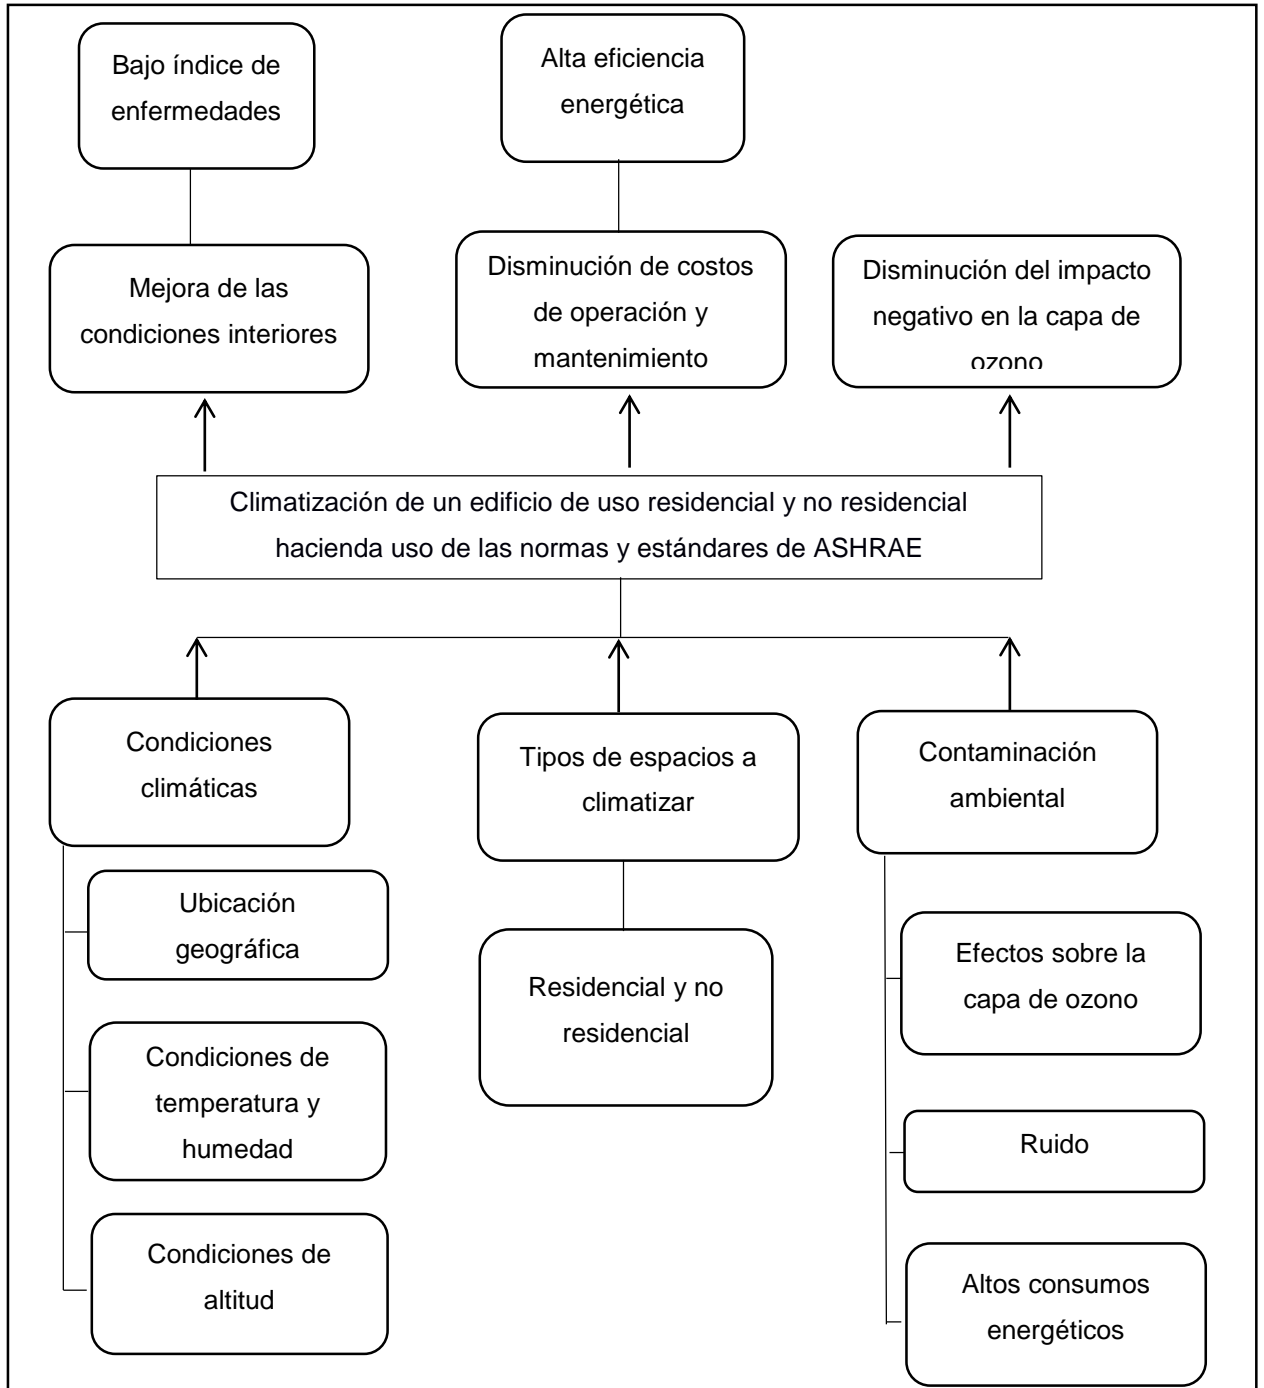 Bajo índice de
enfermedades
Alta eficiencia
energética
Mejora de las
condiciones interiores
Disminución de costos
de operación y
mantenimiento
Disminución del impacto
negativo en la capa de
ozono
Climatización de un edificio de uso residencial y no residencial
hacienda uso de las normas y estándares de ASHRAE
Condiciones
climáticas
Tipos de espacios a
climatizar
Contaminación
ambiental
Ubicación
geográfica
Condiciones de
temperatura y
humedad
Condiciones de
altitud
Residencial y no
residencial
Efectos sobre la
capa de ozono
Ruido
Altos consumos
energéticos